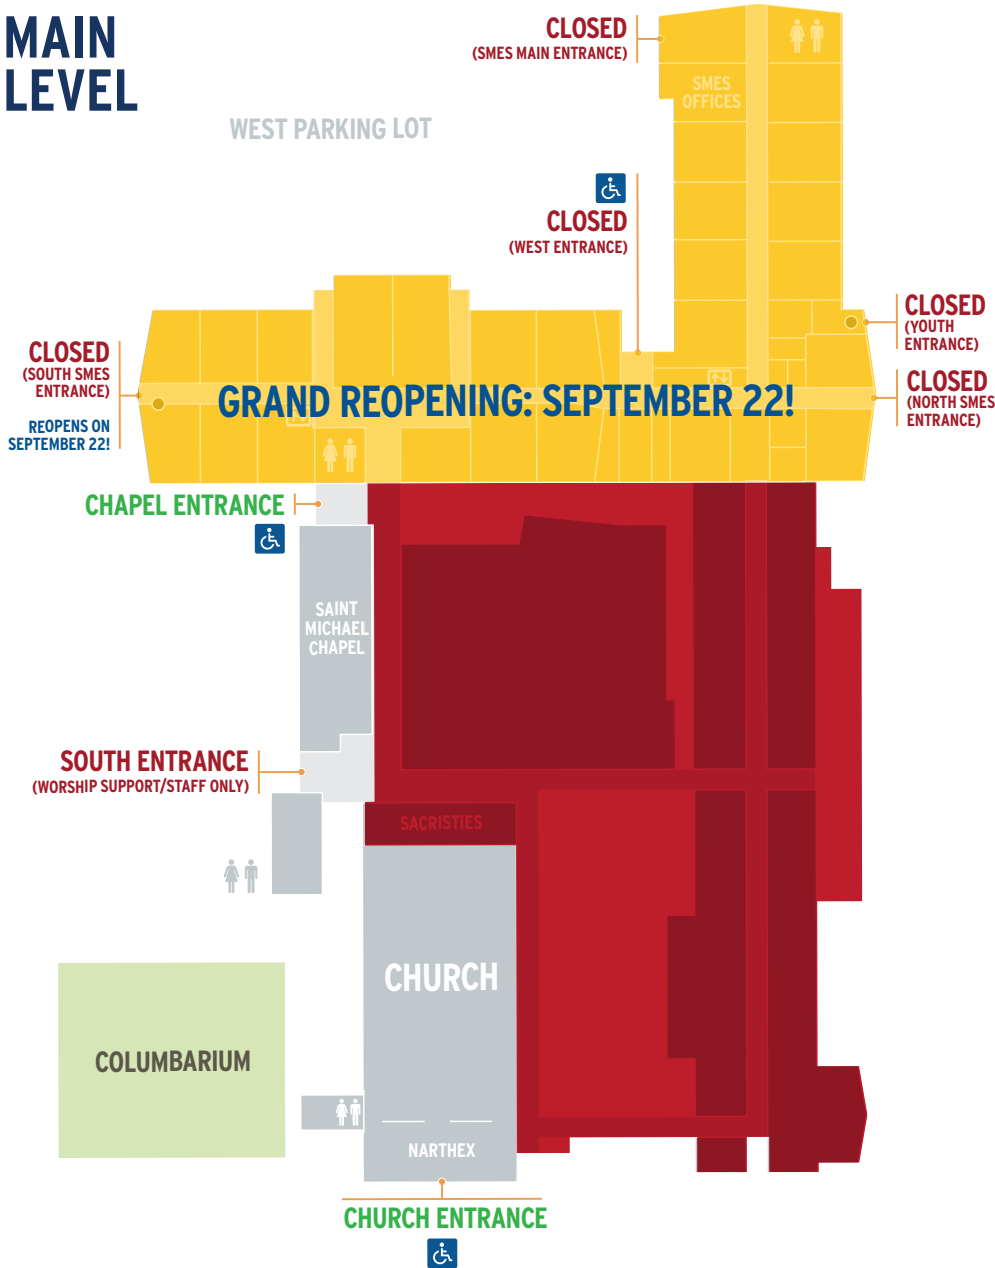 MAIN
LEVEL
CLOSED
(SMES MAIN ENTRANCE)
SMES
OFFICES
WEST PARKING LOT
CLOSED
(WEST ENTRANCE)
CLOSED
(YOUTH
ENTRANCE)
CLOSED
(SOUTH SMES
ENTRANCE)
REOPENS ON
SEPTEMBER 22!
GRAND REOPENING: SEPTEMBER 22!
CLOSED
(NORTH SMES
ENTRANCE)
CHAPEL ENTRANCE
SAINT
MICHAEL
CHAPEL
SOUTH ENTRANCE
(WORSHIP SUPPORT/STAFF ONLY)
SACRISTIES
CHURCH
COLUMBARIUM
NARTHEX
CHURCH ENTRANCE